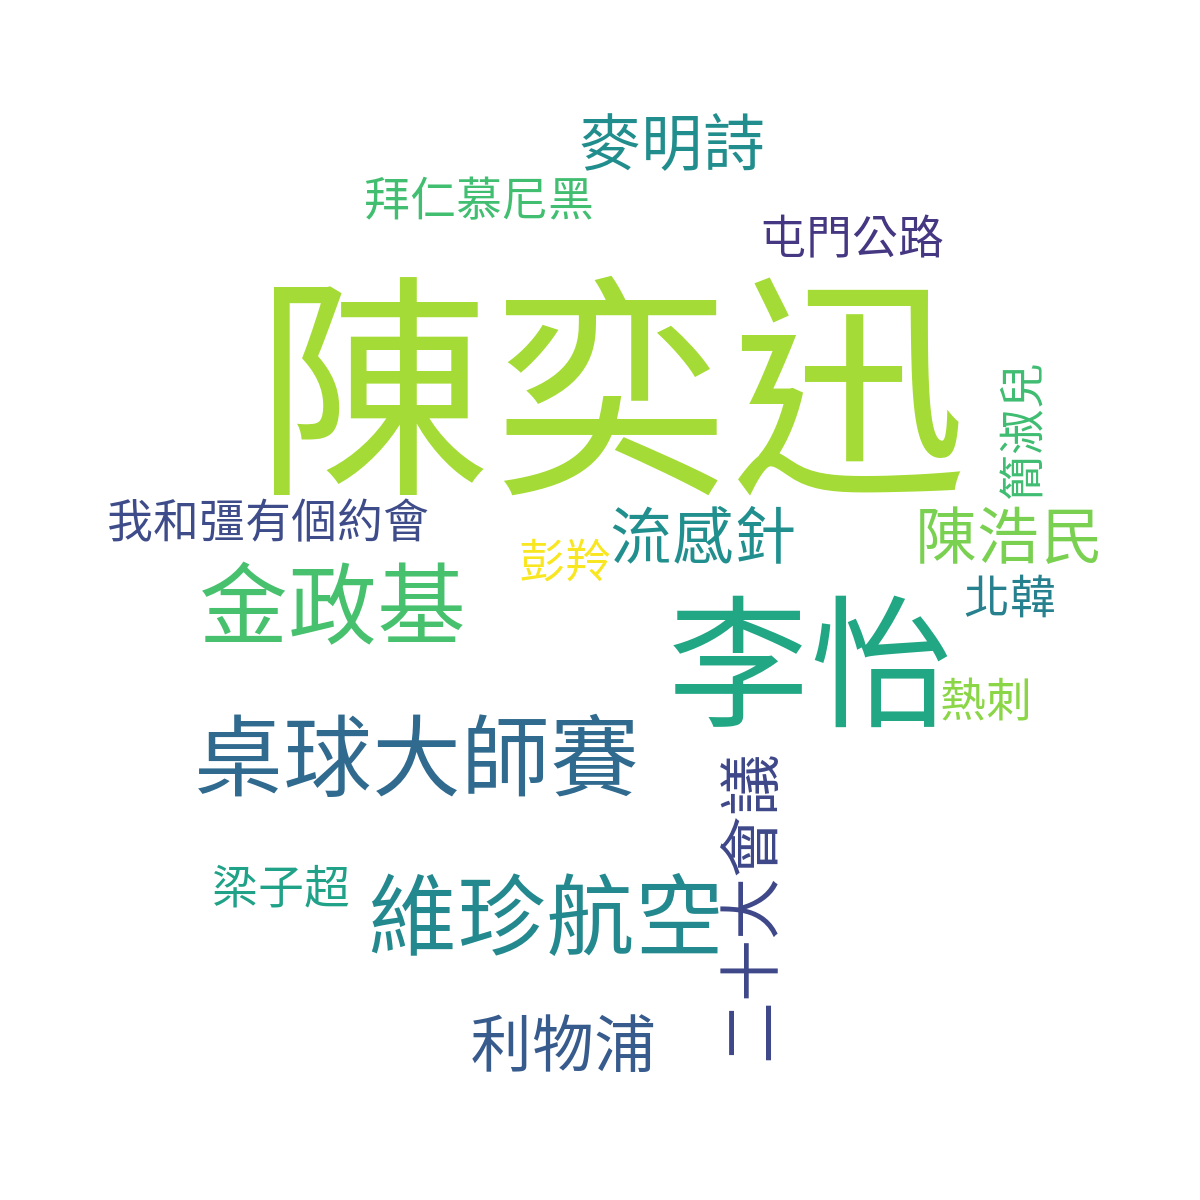 麥明詩
拜仁慕尼黑
屯門公路
陳奕迅
簡淑兒
我和彊有個約會
流感針
陳浩民
彭羚
金政基
北韓
李怡
熱刺
桌球大師賽
二十大會議
梁子超
維珍航空
利物浦